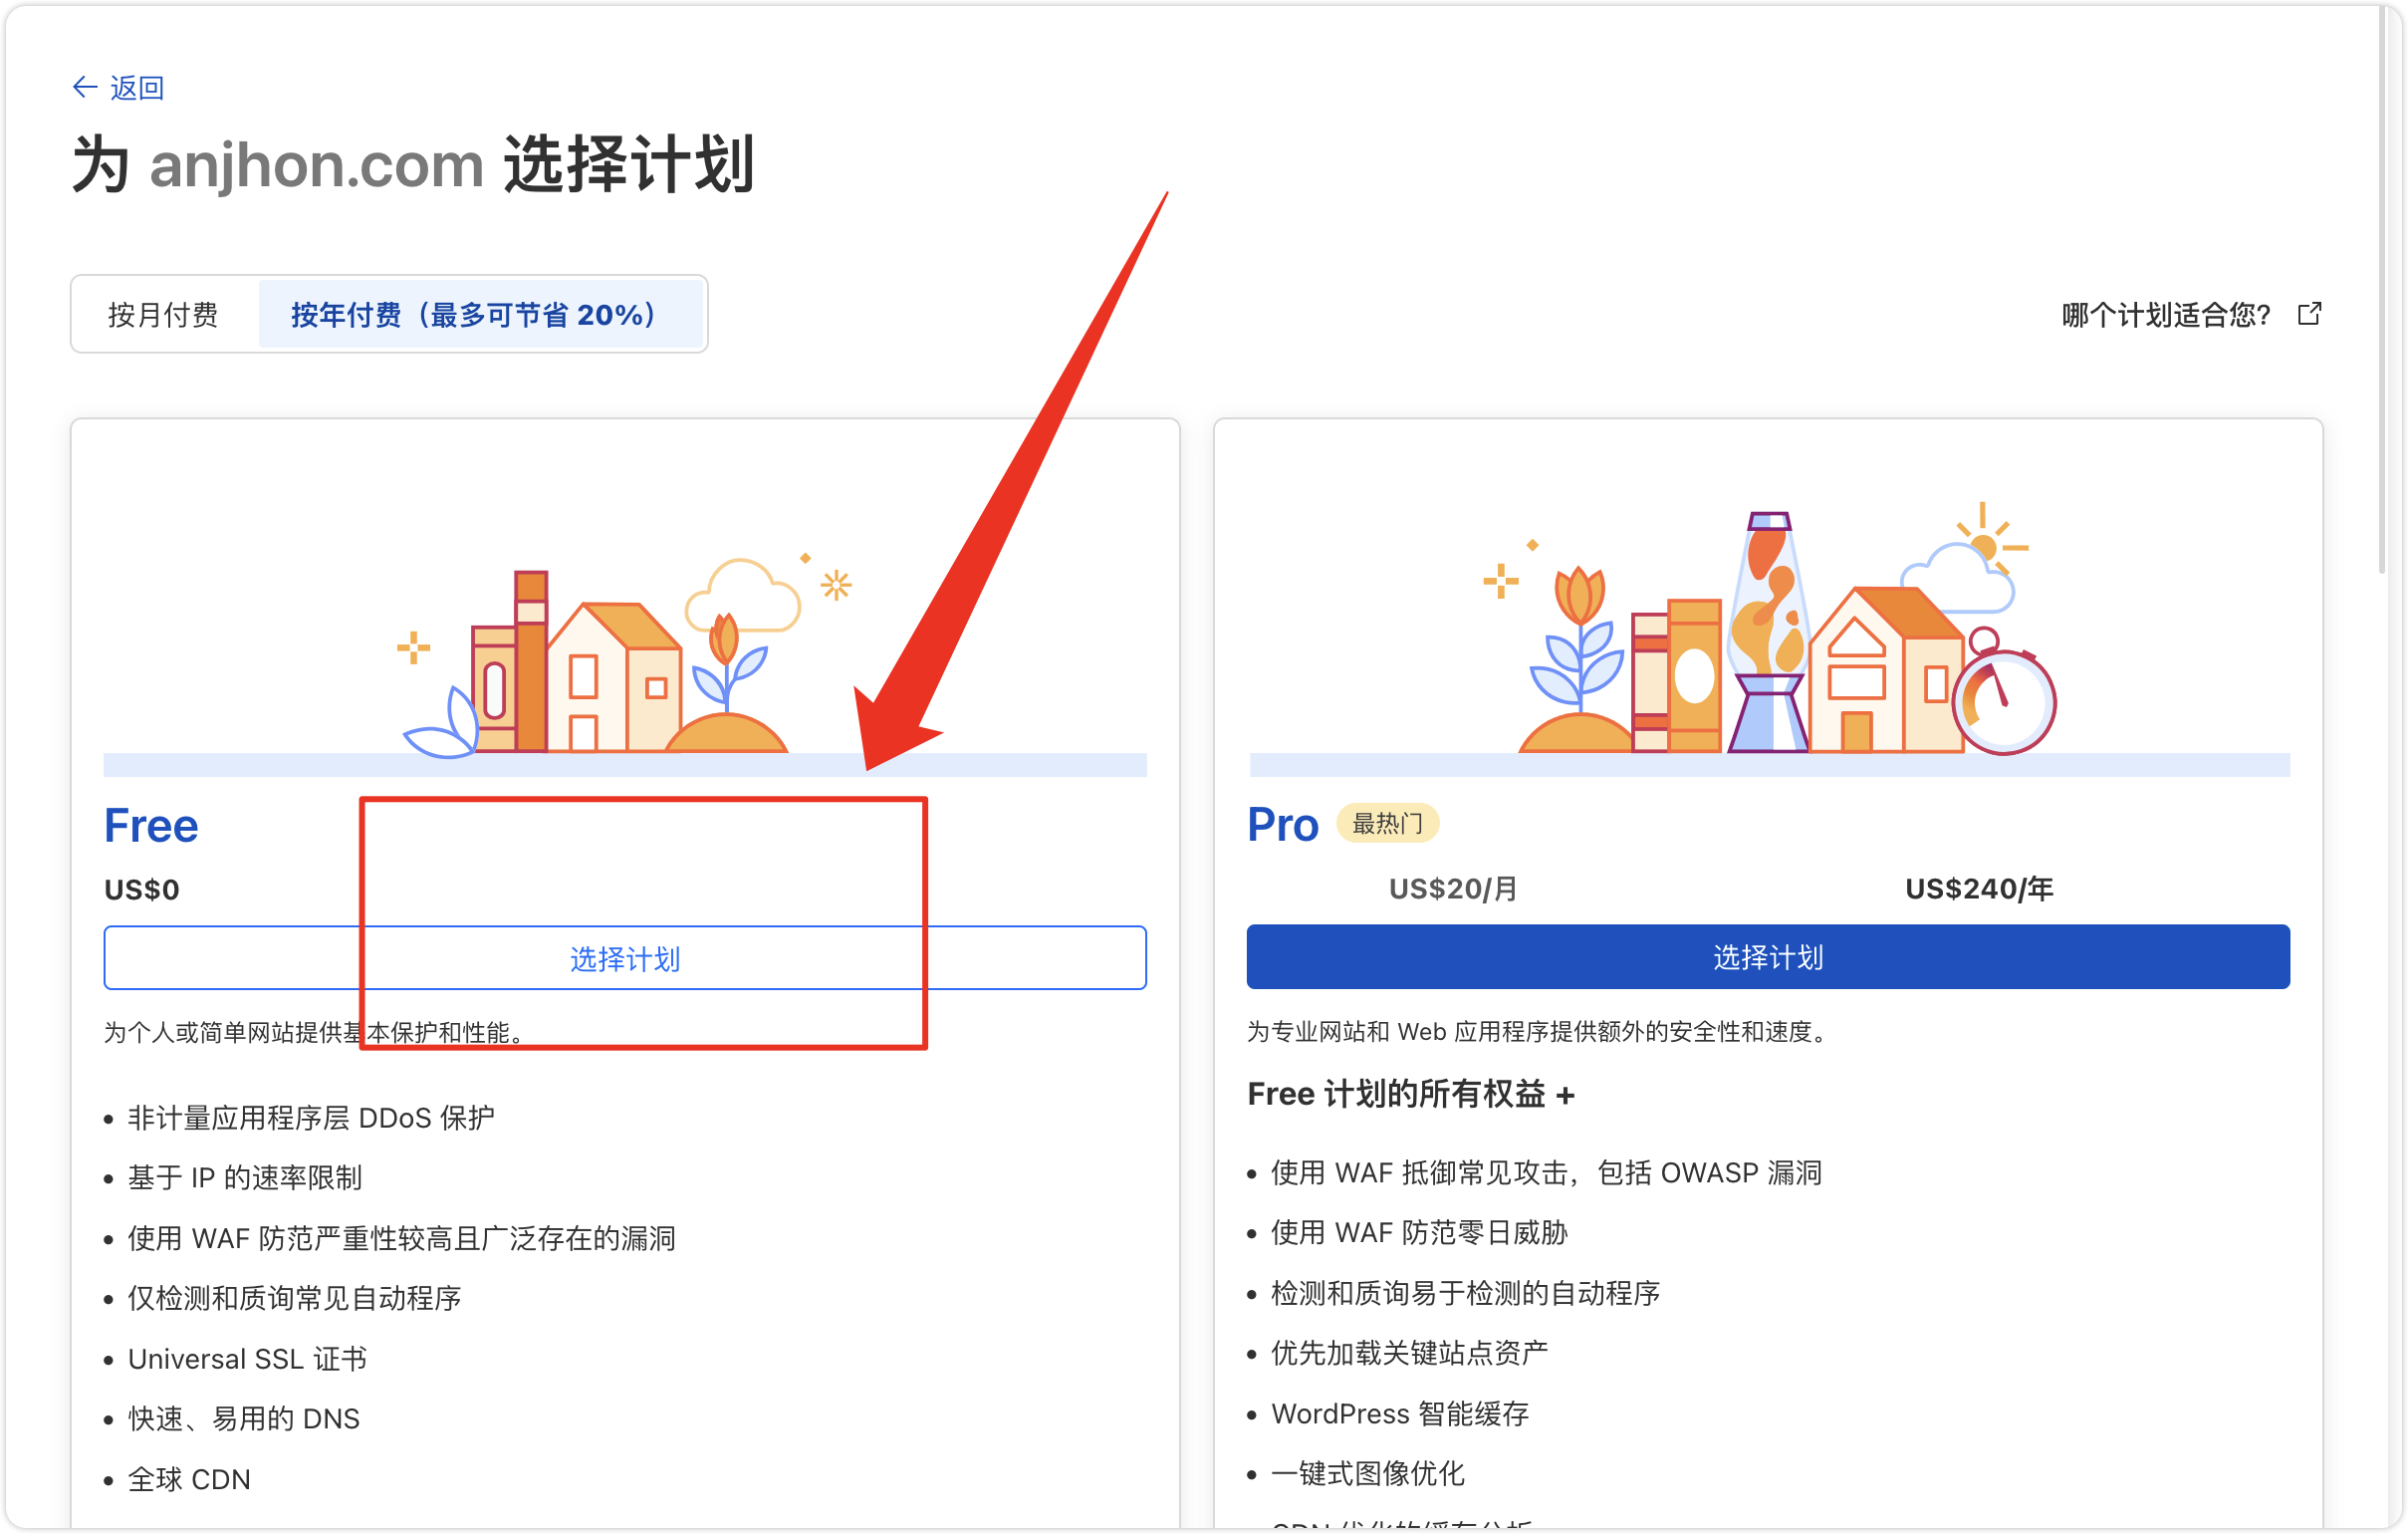 返回
为 anjhon.com 选择计划
按月付费
按年付费（最多可节省 20%）
哪个计划适合您?
Free
US$0
选择计划
为个人或简单网站提供基本保护和性能。
非计量应用程序层 DDoS 保护
基于 IP 的速率限制
使用 WAF 防范严重性较高且广泛存在的漏洞
仅检测和质询常见自动程序
Universal SSL 证书
快速、易用的 DNS
全球 CDN
Pro
最热门
US$20/月
US$240/年
选择计划
为专业网站和 Web 应用程序提供额外的安全性和速度。
Free 计划的所有权益 +
使用 WAF 抵御常见攻击，包括 OWASP 漏洞
使用 WAF 防范零日威胁
检测和质询易于检测的自动程序
优先加载关键站点资产
WordPress 智能缓存
一键式图像优化